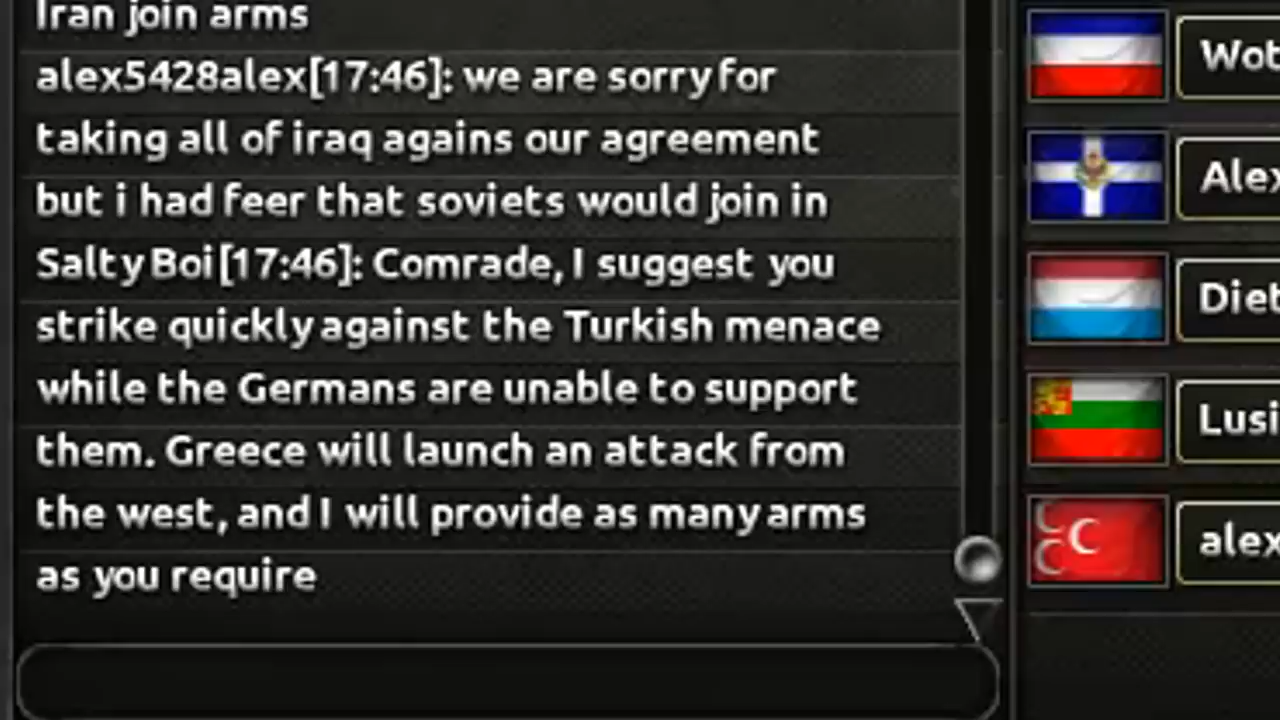 Iran join arms
alex5428alex[17:46]: we are sorry for
taking all of iraq agains our agreement
but i had feer that soviets would join in
Salty Boi[17:46]: Comrade, I suggest you
strike quickly against the Turkish menace
while the Germans are unable to support
them. Greece will launch an attack from
the west, and I will provide as many arms
as you require
Wot
Alex
Diet
Lusi
alex